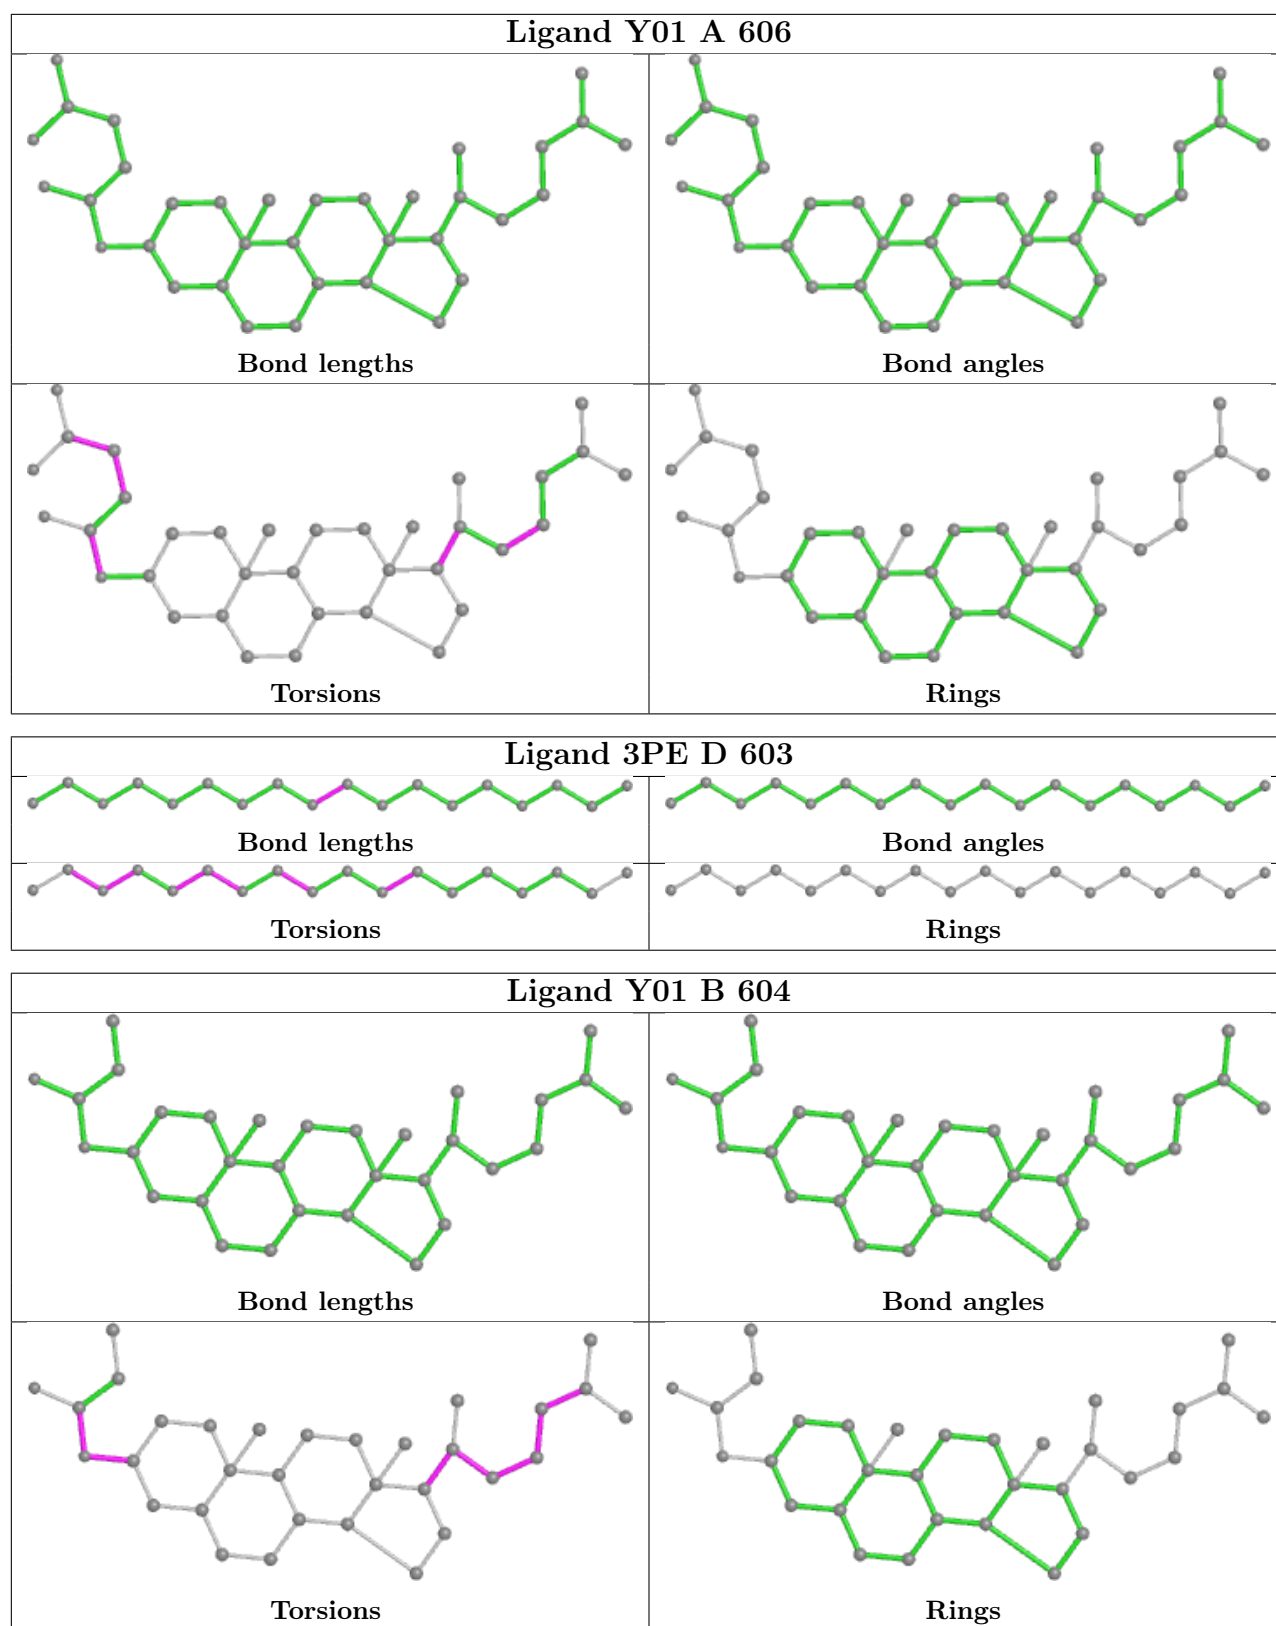 Ligand Y01 A 606
Bond lengths
Bond angles
Torsions
Rings
Ligand 3PE D 603
Bond lengths
Bond angles
Torsions
Rings
Ligand Y01 B 604
Bond lengths
Bond angles
Torsions
Rings